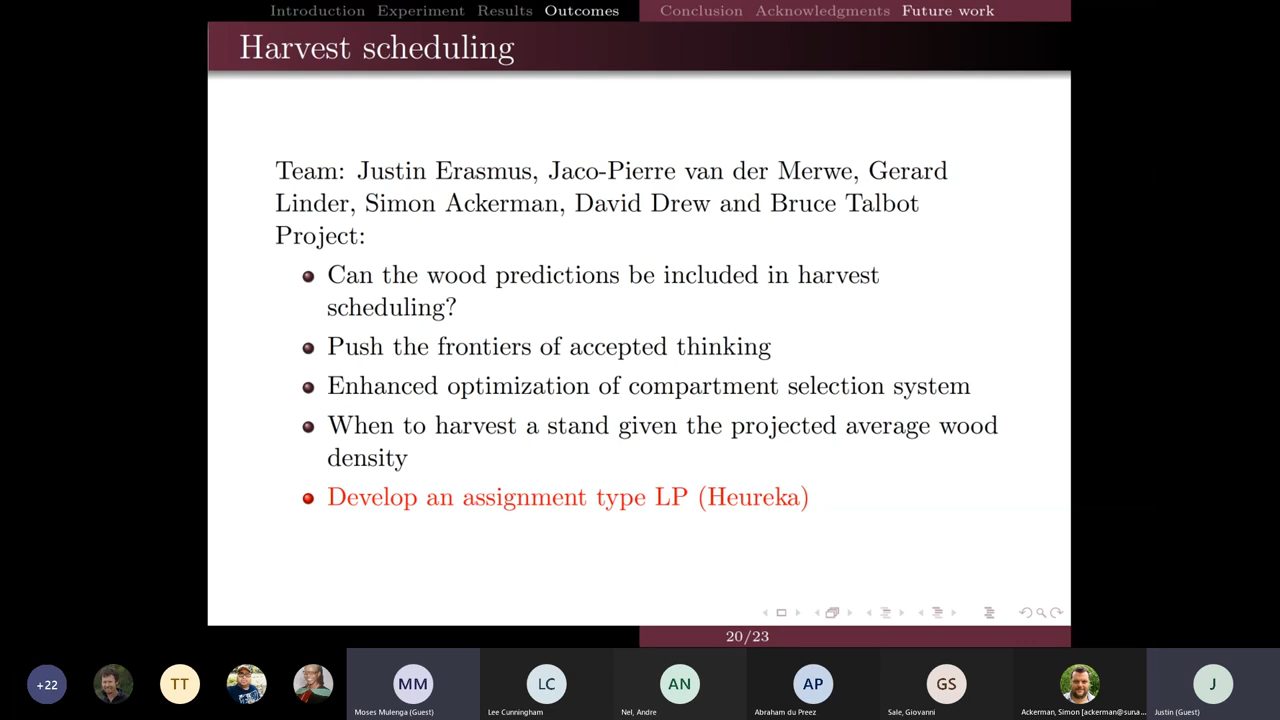 Introduction Experiment Results Outcomes Conclusion Acknowledgments Future work
Harvest scheduling
Team: Justin Erasmus, Jaco-Pierre van der Merwe, Gerard
Linder, Simon Ackerman, David Drew and Bruce Talbot
Project:
Can the wood predictions be included in harvest
scheduling?
Push the frontiers of accepted thinking
Enhanced optimization of compartment selection system
When to harvest a stand given the projected average wood
density
Develop an assignment type LP (Heureka)
20/23
+22 TT MM LC AN AP GS J
Moses Mulenga (Guest) Lee Cunningham Nel, Andre Abraham du Preez Sale, Giovanni Ackerman, Simon [ackerman@suna... Justin (Guest)